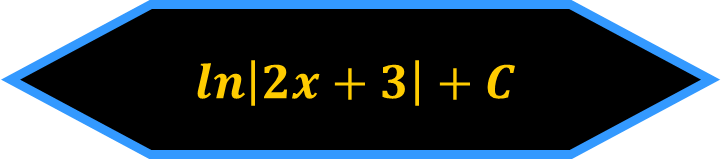 ln|2x + 3| + C